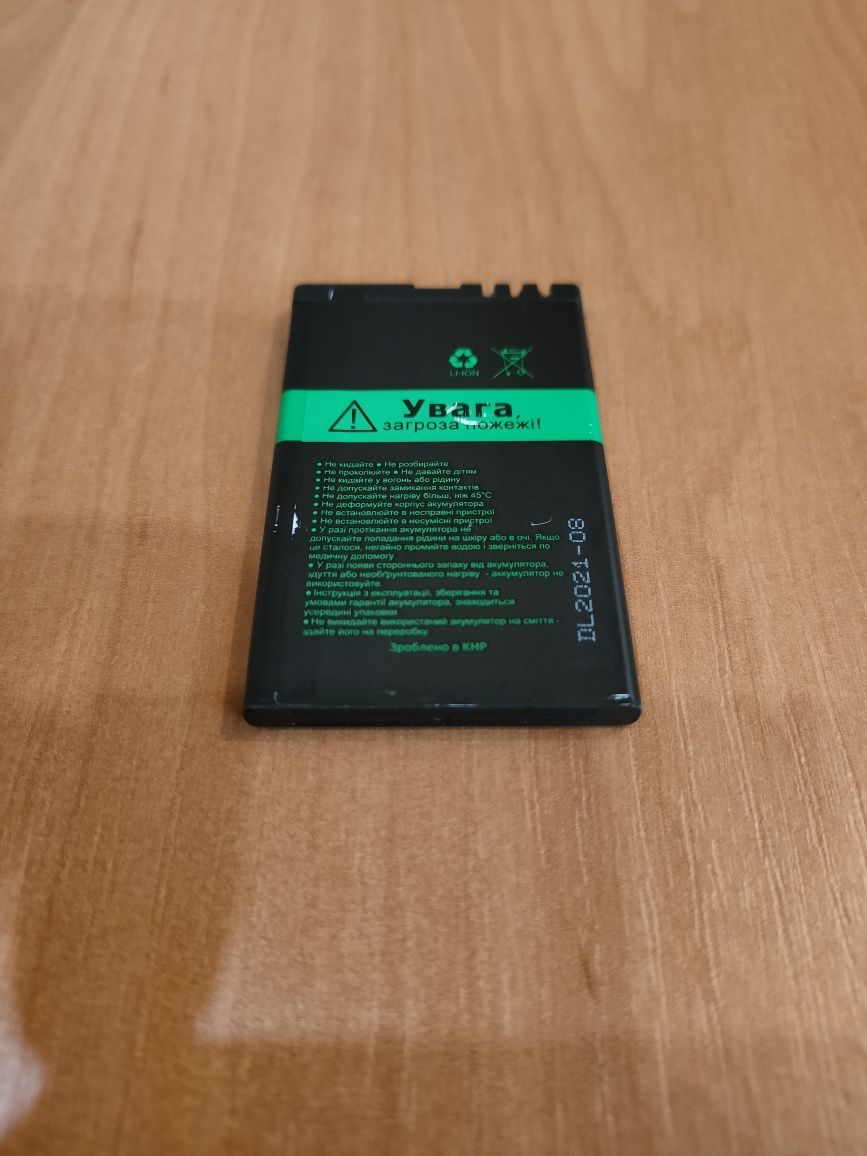 LI-ION
Увага,
загроза пожежі!
● Не кидайте ● Не розбирайте
● Не проколюйте ● Не давайте дітям
● Не кидайте у вогонь або рідину
● Не допускайте замикання контактів
● Не допускайте нагріву більш, ніж 45°C
● Не деформуйте корпус акумулятора
● Не встановлюйте в несправні пристрої
● Не встановлюйте в несумісні пристрої
● У разі протікання акумулятора не
допускайте попадання рідини на шкіру або в очі. Якщо
це сталося, негайно промийте водою і зверніться по
медичну допомогу
● У разі появи стороннього запаху від акумулятора,
здуття або необґрунтованого нагріву - аккумулятор не
використовуйте
● Інструкція з експлуатації, зберігання та
умовами гарантії акумулятора, знаходиться
усередині упаковки
● Не викидайте використаний акумулятор на сміття -
здайте його на переробку
Зроблено в КНР
DL2021-08